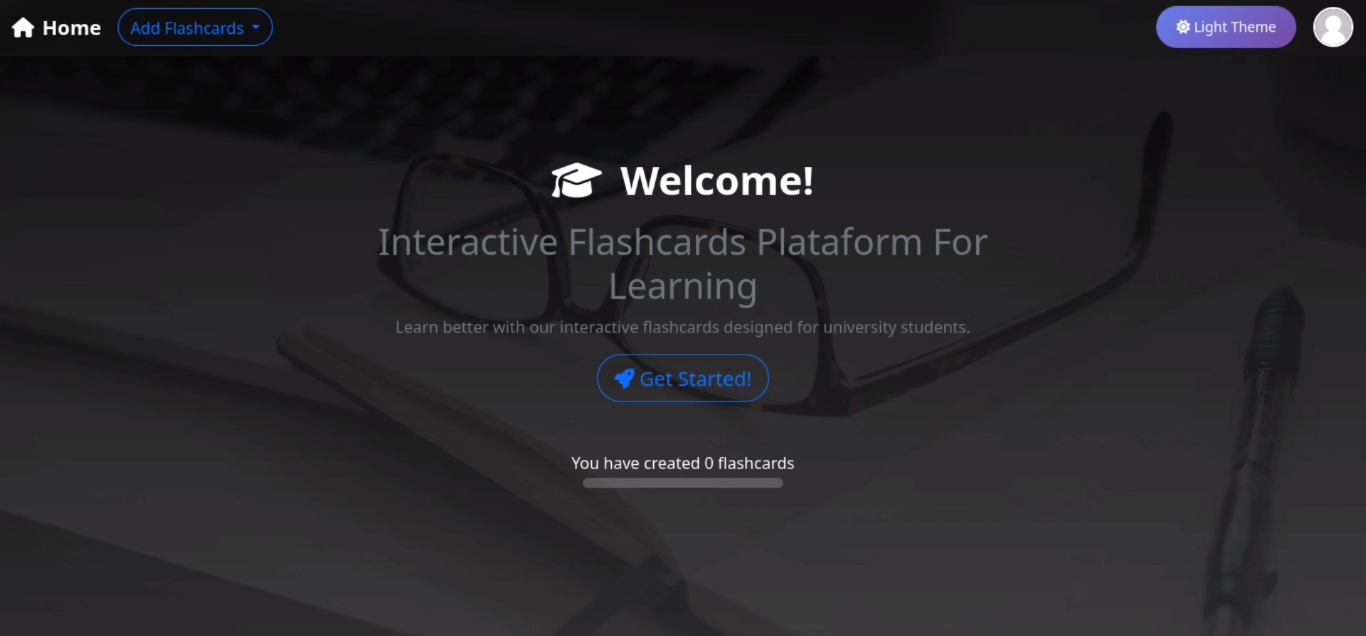 Home
Add Flashcards
Light Theme
Welcome!
Interactive Flashcards Plataform For
Learning
Learn better with our interactive flashcards designed for university students.
Get Started!
You have created 0 flashcards